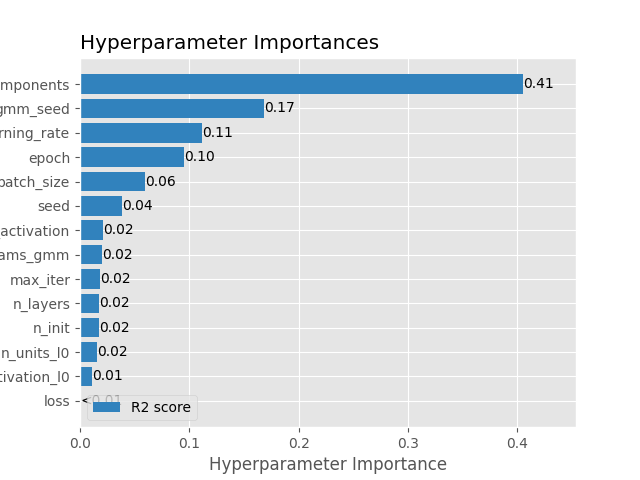 Hyperparameter Importances
mponents 0.41
gmm_seed 0.17
rning_rate 0.11
epoch 0.10
batch_size 0.06
seed 0.04
activation 0.02
ams_gmm 0.02
max_iter 0.02
n_layers 0.02
n_init 0.02
n_units_l0 0.02
tivation_l0 0.01
loss <0.01
R2 score
0.0 0.1 0.2 0.3 0.4
Hyperparameter Importance